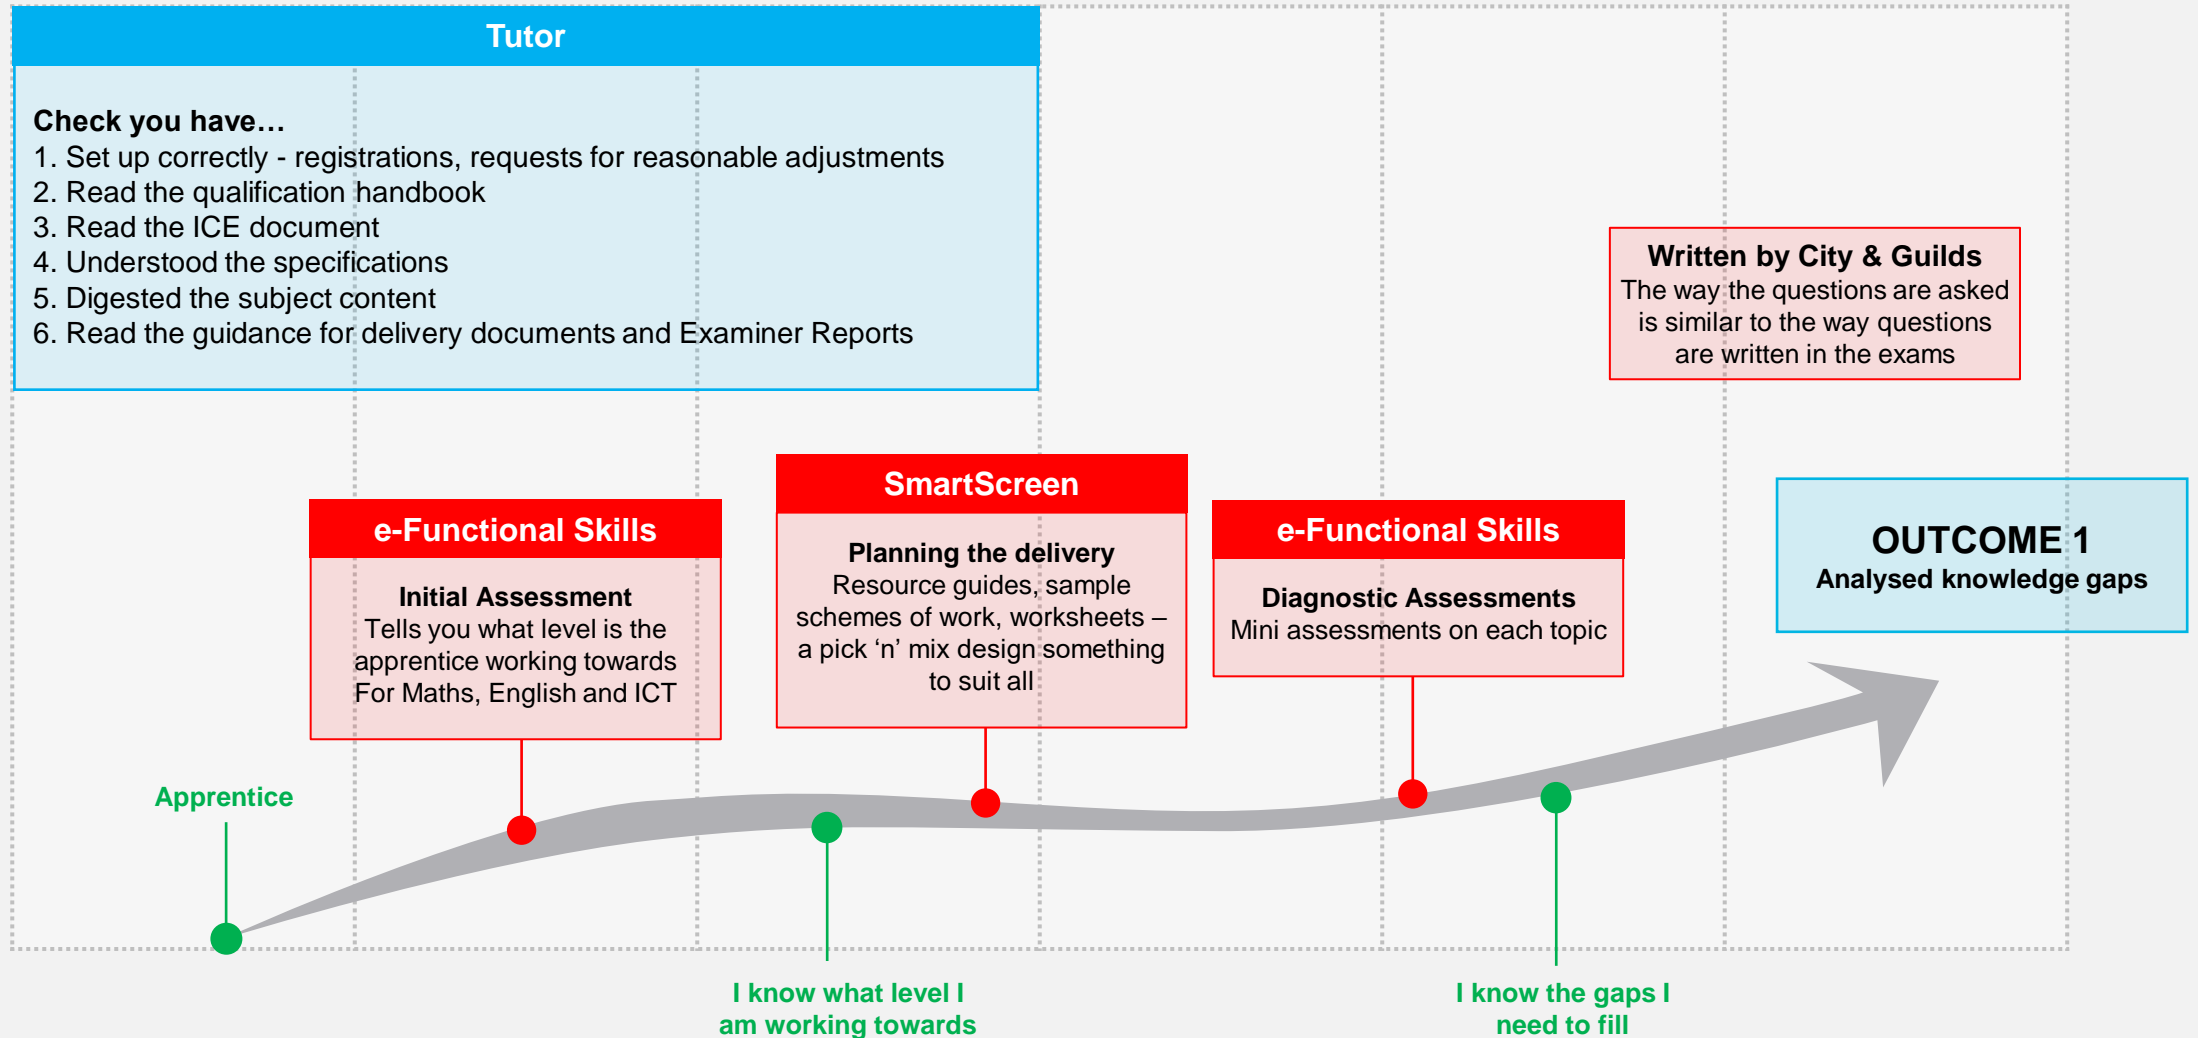 Tutor
Check you have…
1. Set up correctly - registrations, requests for reasonable adjustments
2. Read the qualification handbook
3. Read the ICE document
4. Understood the specifications
5. Digested the subject content
6. Read the guidance for delivery documents and Examiner Reports
Written by City & Guilds
The way the questions are asked
is similar to the way questions
are written in the exams
e-Functional Skills
Initial Assessment
Tells you what level is the
apprentice working towards
For Maths, English and ICT
SmartScreen
Planning the delivery
Resource guides, sample
schemes of work, worksheets –
a pick ‘n’ mix design something
to suit all
e-Functional Skills
Diagnostic Assessments
Mini assessments on each topic
OUTCOME 1
Analysed knowledge gaps
Apprentice
I know what level I
am working towards
I know the gaps I
need to fill